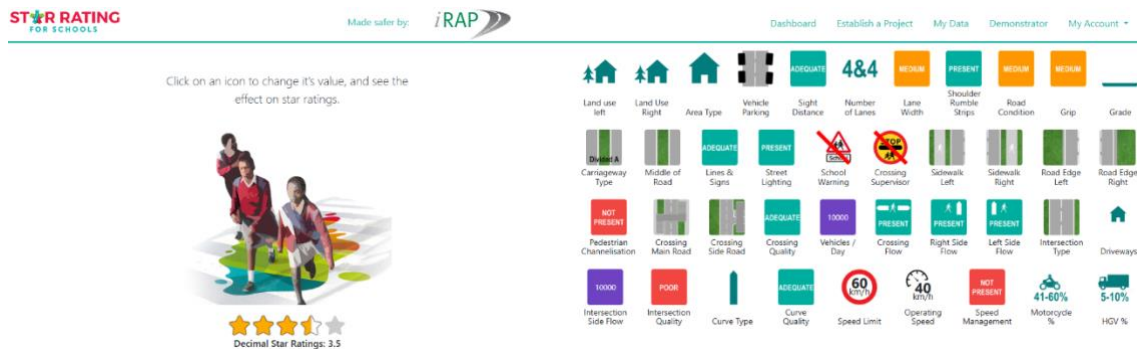 STAR RATING
FOR SCHOOLS
Made safer by:
iRAP
Dashboard
Establish a Project
My Data
Demonstrator
My Account
Click on an icon to change it's value, and see the
effect on star ratings.
Decimal Star Ratings: 3.5
ADEQUATE
4&4
MEDIUM
PRESENT
MEDIUM
MEDIUM
Land use
left
Land Use
Right
Area Type
Vehicle
Parking
Sight
Distance
Number
of Lanes
Lane
Width
Shoulder
Rumble
Strips
Road
Condition
Grip
Grade
Divided A
ADEQUATE
PRESENT
School
STOP
Carriageway
Type
Middle of
Road
Lines &
Signs
Street
Lighting
School
Warning
Crossing
Supervisor
Sidewalk
Left
Sidewalk
Right
Road Edge
Left
Road Edge
Right
NOT
PRESENT
ADEQUATE
10000
PRESENT
PRESENT
PRESENT
Pedestrian
Channelisation
Crossing
Main Road
Crossing
Side Road
Crossing
Quality
Vehicles /
Day
Crossing
Flow
Right Side
Flow
Left Side
Flow
Intersection
Type
Driveways
10000
POOR
ADEQUATE
60
km/h
40
km/h
NOT
PRESENT
41-60%
5-10%
Intersection
Side Flow
Intersection
Quality
Curve Type
Curve
Quality
Speed Limit
Operating
Speed
Speed
Management
Motorcycle
%
HGV %